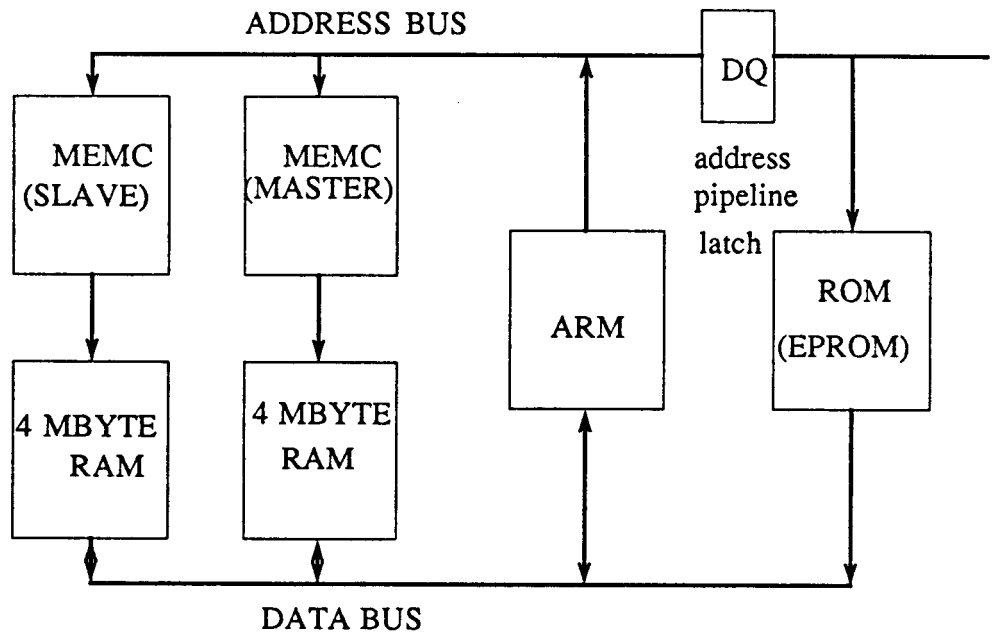 ADDRESS BUS
DQ
MEMC
(SLAVE)
MEMC
(MASTER)
address
pipeline
latch
ARM
ROM
(EPROM)
4 MBYTE
RAM
4 MBYTE
RAM
DATA BUS